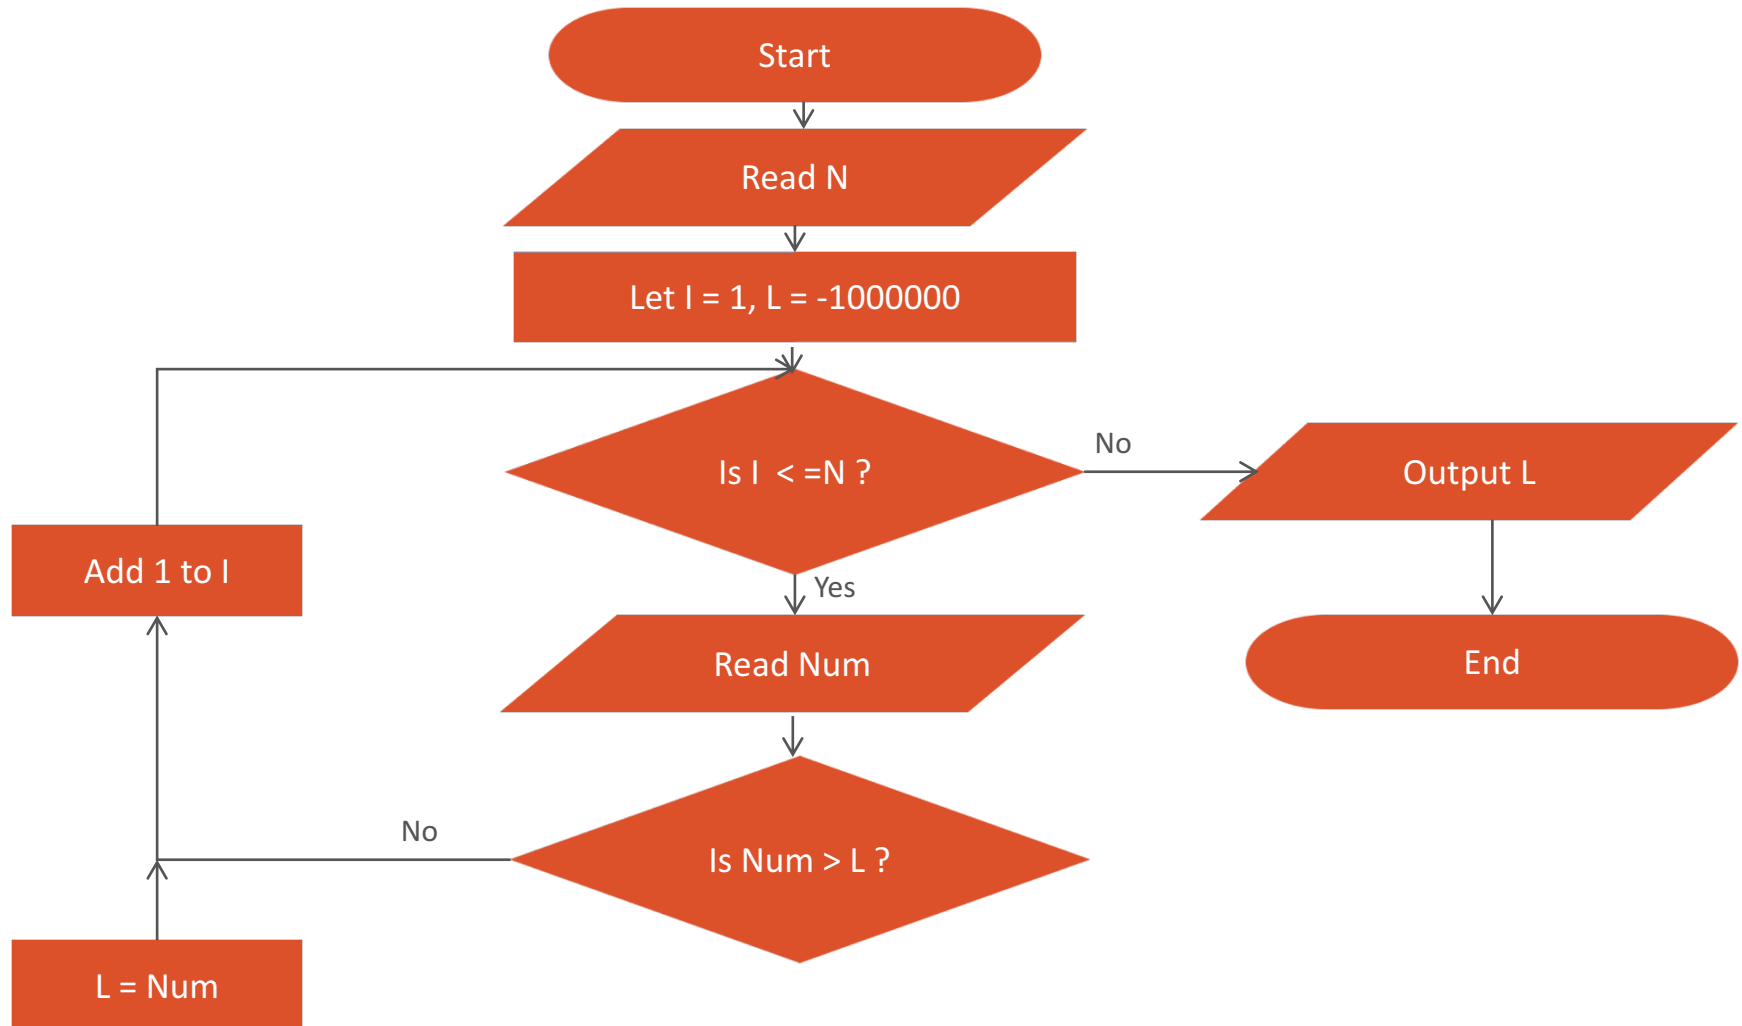 Start
Read N
Let I = 1, L = -1000000
Is I < =N ?
No
Output L
Add 1 to I
Yes
Read Num
End
No
Is Num > L ?
L = Num